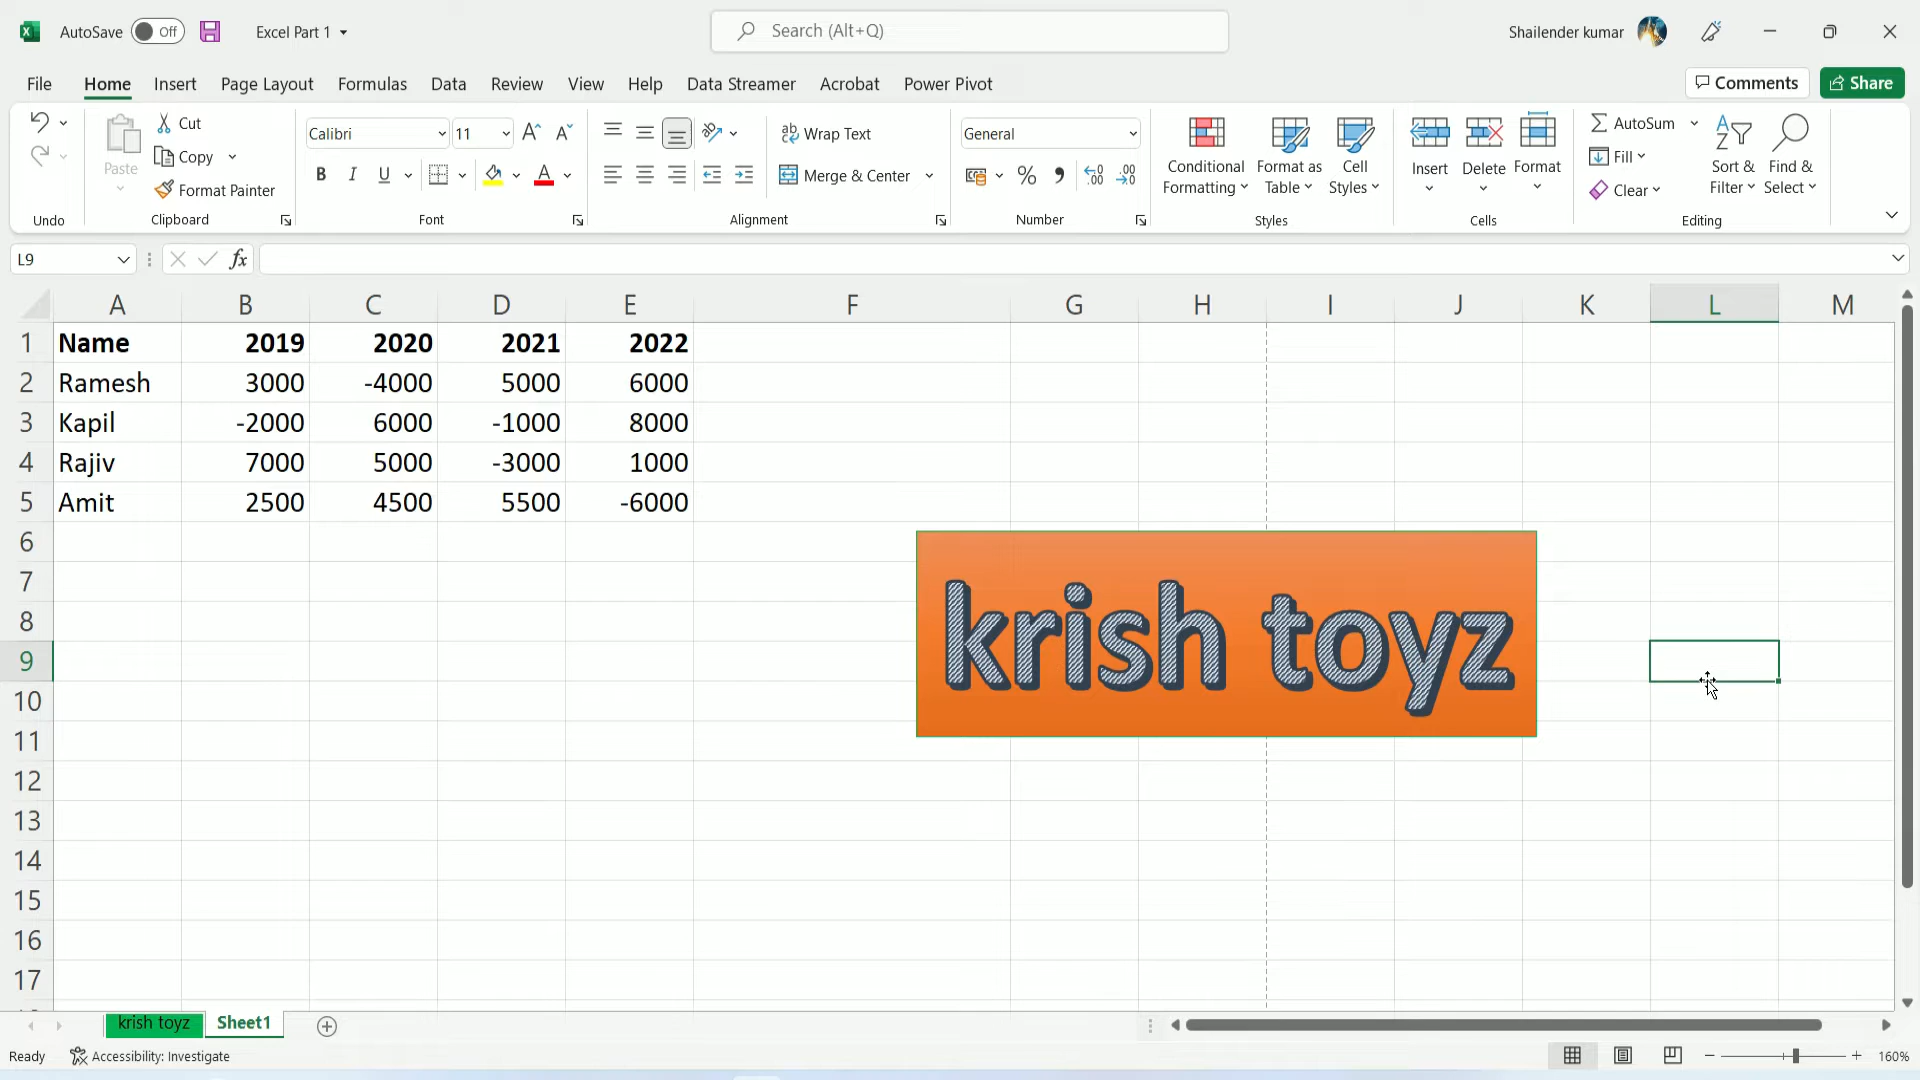 AutoSave Off Excel Part 1 Search (Alt+Q) Shailender kumar
File Home Insert Page Layout Formulas Data Review View Help Data Streamer Acrobat Power Pivot Comments Share
Paste Cut Copy Format Painter
Calibri 11
B I U A
Wrap Text
Merge & Center
General
%
Conditional Formatting
Format as Table
Cell Styles
Insert Delete Format
AutoSum
Fill
Clear
Sort & Filter
Find & Select
Undo Clipboard Font Alignment Number Styles Cells Editing
L9 fx
A B C D E F G H I J K L M
1 Name 2019 2020 2021 2022
2 Ramesh 3000 -4000 5000 6000
3 Kapil -2000 6000 -1000 8000
4 Rajiv 7000 5000 -3000 1000
5 Amit 2500 4500 5500 -6000
6
7
8
krish toyz
9
10
11
12
13
14
15
16
17
krish toyz Sheet1
Ready Accessibility: Investigate 160%